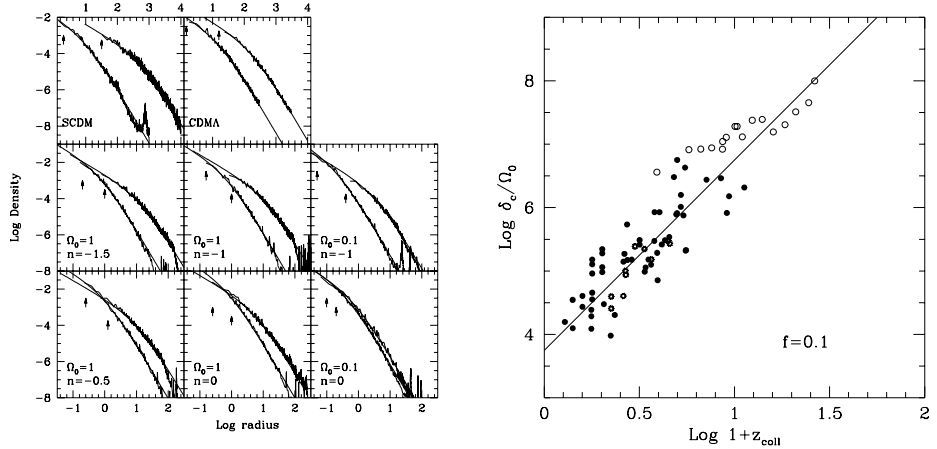 1 2 3 4 1 2 3 4
-2
-4
-6
-8
SCDM
CDMΛ
-2
-4
-6
-8
Ω₀=1
n=-1.5
Ω₀=1
n=-1
Ω₀=0.1
n=-1
-2
-4
-6
-8
Ω₀=1
n=-0.5
Ω₀=1
n=0
Ω₀=0.1
n=0
-1 0 1 2 -1 0 1 2 -1 0 1 2
Log radius
Log Density
8
6
4
Log δc/Ω₀
f=0.1
0 0.5 1 1.5 2
Log 1+zcoll